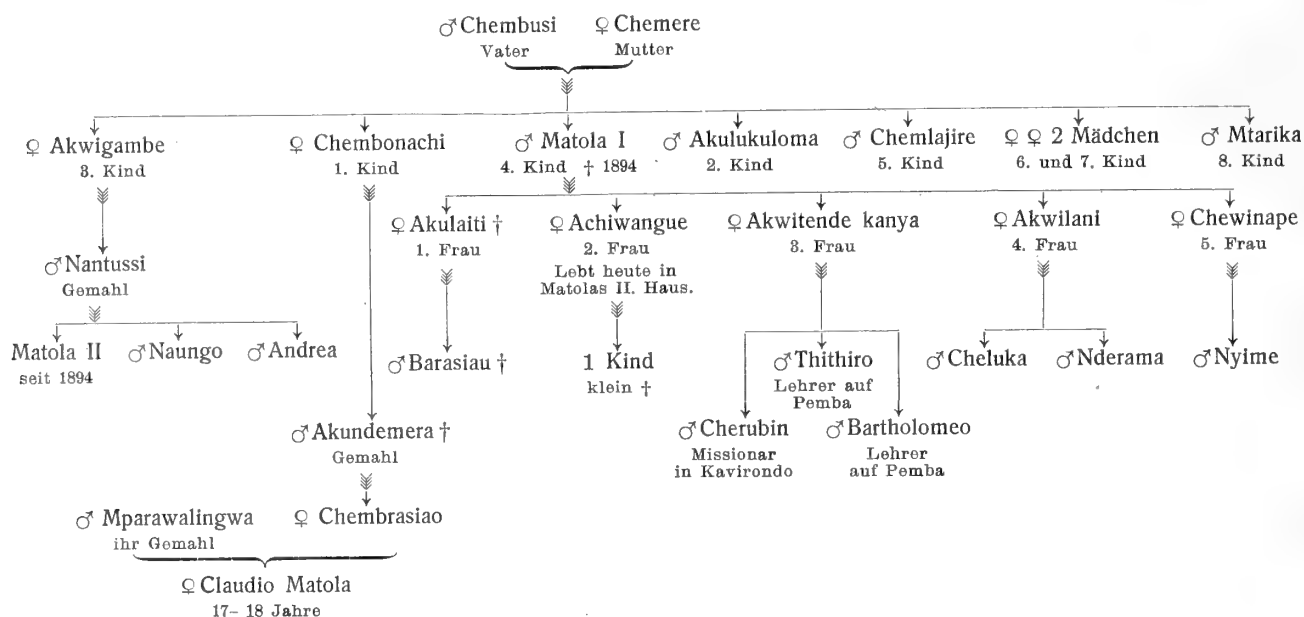 ♂ Chembusi ♀ Chemere
Vater Mutter
♀ Akwigambe ♀ Chembonachi ♂ Matola I ♂ Akulukuloma ♂ Chemlajire ♀ ♀ 2 Mädchen ♂ Mtarika
3. Kind 1. Kind 4. Kind † 1894 2. Kind 5. Kind 6. und 7. Kind 8. Kind
♀ Akulaiti † ♀ Achiwangue ♀ Akwitende kanya ♀ Akwilani ♀ Chewinape
1. Frau 2. Frau 3. Frau 4. Frau 5. Frau
Lebt heute in
Matolas II. Haus.
♂ Nantussi
Gemahl
Matola II ♂ Naungo ♂ Andrea
seit 1894
♂ Barasiau † 1 Kind ♂ Thithiro ♂ Cheluka ♂ Nderama ♂ Nyime
klein † Lehrer auf
Pemba
♂ Akundemera † ♂ Cherubin ♂ Bartholomeo
Gemahl Missionar Lehrer
in Kavirondo auf Pemba
♂ Mparawalingwa ♀ Chembrasiao
ihr Gemahl
♀ Claudio Matola
17– 18 Jahre